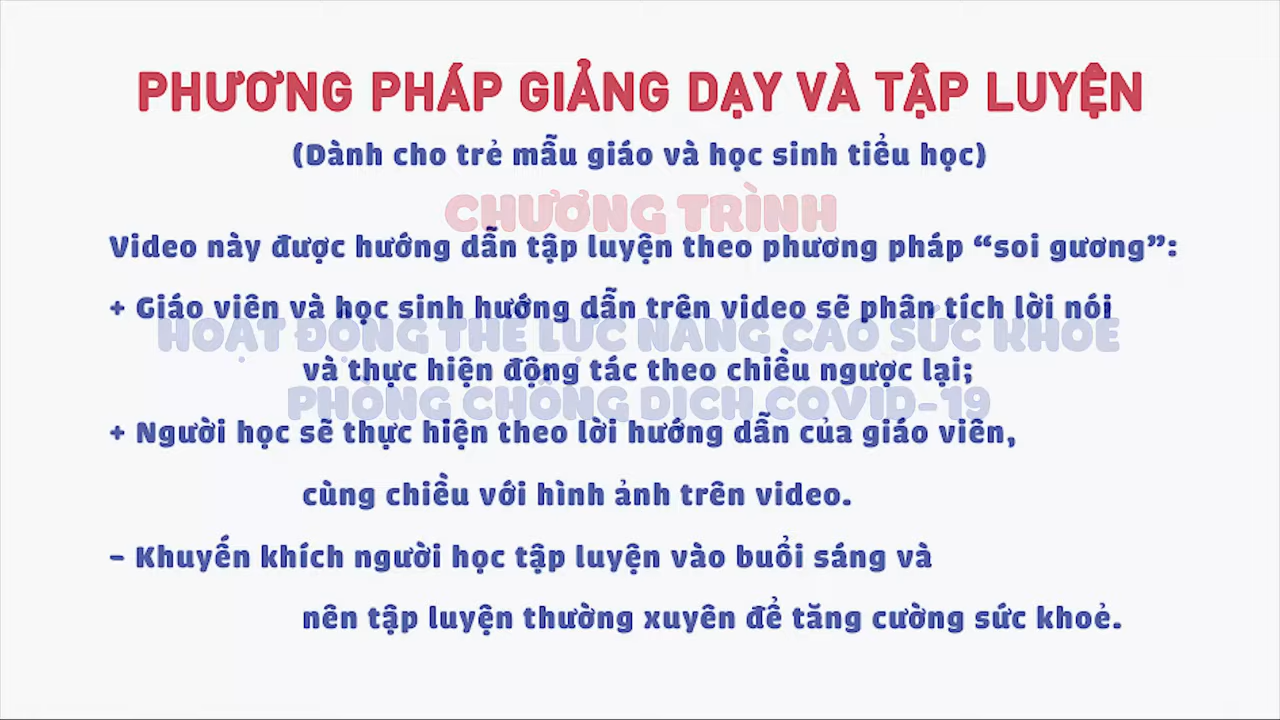 PHƯƠNG PHÁP GIẢNG DẠY VÀ TẬP LUYỆN
(Dành cho trẻ mẫu giáo và học sinh tiểu học)
CHƯƠNG TRÌNH
Video này được hướng dẫn tập luyện theo phương pháp “soi gương”:
+ Giáo viên và học sinh hướng dẫn trên video sẽ phân tích lời nói
HOẠT ĐỘNG THỂ LỰC NÂNG CAO SỨC KHOẺ
và thực hiện động tác theo chiều ngược lại;
PHÒNG CHỐNG DỊCH COVID-19
+ Người học sẽ thực hiện theo lời hướng dẫn của giáo viên,
cùng chiều với hình ảnh trên video.
– Khuyến khích người học tập luyện vào buổi sáng và
nên tập luyện thường xuyên để tăng cường sức khoẻ.